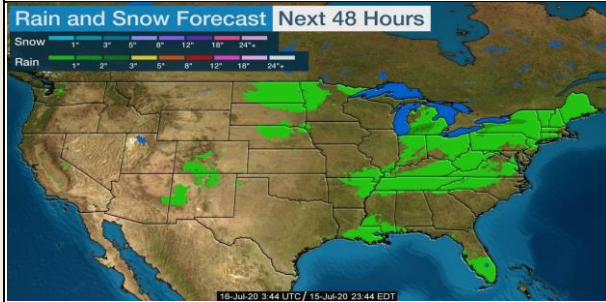 Rain and Snow Forecast Next 48 Hours
Snow
1" 3" 5" 8" 12" 18" 24"+
Rain
1" 2" 3" 5" 8" 12" 18" 24"+
16-Jul-20 3:44 UTC / 15-Jul-20 23:44 EDT